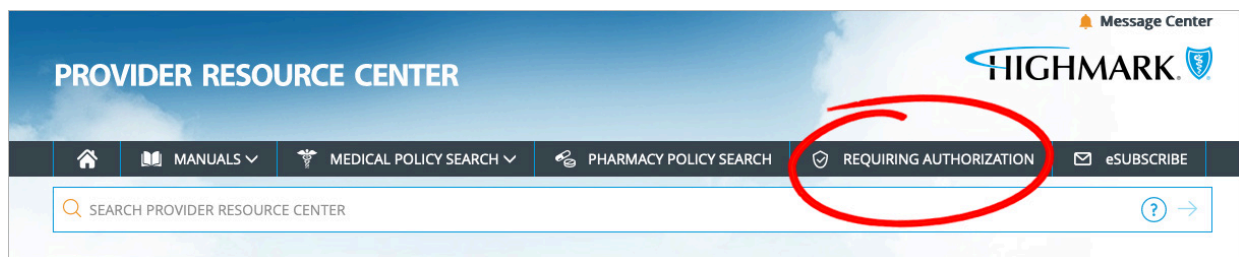 Message Center
PROVIDER RESOURCE CENTER
HIGHMARK.
MANUALS MEDICAL POLICY SEARCH PHARMACY POLICY SEARCH REQUIRING AUTHORIZATION eSUBSCRIBE
SEARCH PROVIDER RESOURCE CENTER ?